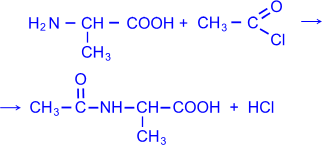 H₂N – CH – COOH + CH₃ – C
O
Cl
CH₃
→
O
→ CH₃ – C – NH – CH – COOH + HCl
CH₃